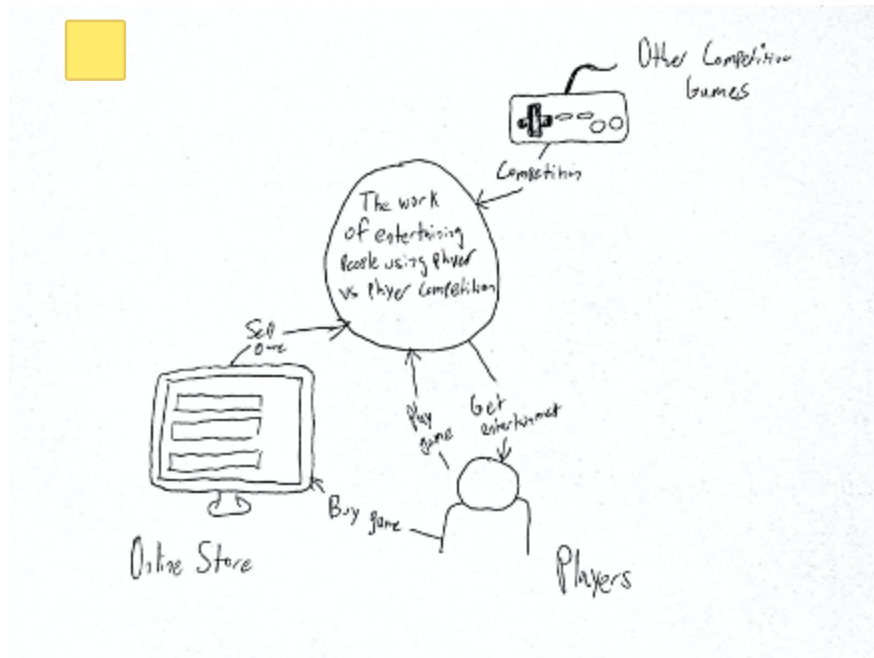 Other Competition
Games
Competition
The work
of entertaining
People using player
vs player competition
Sell
game
Play
game
Get
entertainment
Buy game
Online Store
Players